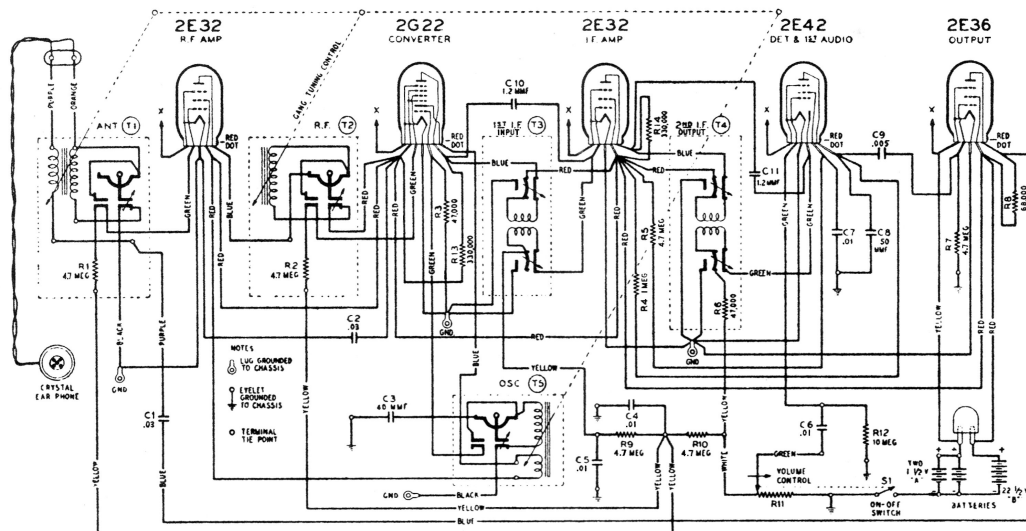 2E32
R.F AMP
2G22
CONVERTER
2E32
I.F. AMP
2E42
DET & 1ST AUDIO
2E36
OUTPUT
PURPLE
ORANGE
GANG TUNING CONTROL
X
X
X
X
X
C10
1.2 MMF
R14
330,000
ANT T1
R.F. T2
1ST I.F. T3
INPUT
2ND I.F. T4
OUTPUT
RED
DOT
RED
DOT
RED
DOT
RED
DOT
C9
.005
C11
1.2 MMF
BLUE
BLUE
RED
RED
GREEN
RED
BLUE
RED
RED
GREEN
R3
47,000
R13
330,000
GREEN
GREEN
RED
RED
R5
4.7 MEG
R4 1 MEG
GREEN
GREEN
GREEN
C7
.01
C8
50
MMF
R7
4.7 MEG
R8
68,000
R1
4.7 MEG
R2
4.7 MEG
R6
47,000
BLACK
PURPLE
C2
.03
GND
RED
RED
GND
NOTES
LUG GROUNDED
TO CHASSIS
EYELET
GROUNDED
TO CHASSIS
TERMINAL
TIE POINT
GND
CRYSTAL
EAR PHONE
BLUE
YELLOW
RED
YELLOW
RED
RED
OSC T5
C1
.03
C3
40 MMF
C4
.01
C5
.01
R9
4.7 MEG
R10
4.7 MEG
YELLOW
WHITE
C6
.01
R12
10 MEG
GREEN
VOLUME
CONTROL
R11
S1
ON-OFF
SWITCH
TWO
1 1/2 V
"A"
BATTERIES
22 1/2 V
"B"
YELLOW
BLUE
YELLOW
GND
BLACK
YELLOW
YELLOW
YELLOW
BLUE